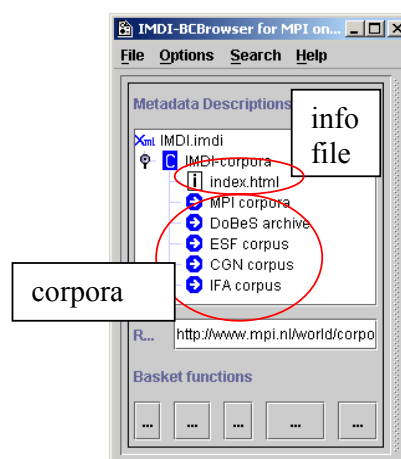 IMDI-BCBrowser for MPI on...
File Options Search Help
Metadata Descriptions
info
file
Xml IMDI.imdi
C IMDI-corpora
i index.html
MPI corpora
DoBeS archive
ESF corpus
CGN corpus
IFA corpus
corpora
R... http://www.mpi.nl/world/corpo
Basket functions
... ... ... ... ...